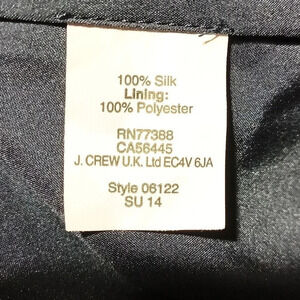 100% Silk
Lining:
100% Polyester
RN77388
CA56445
J. CREW U.K. Ltd EC4V 6JA
Style 06122
SU 14